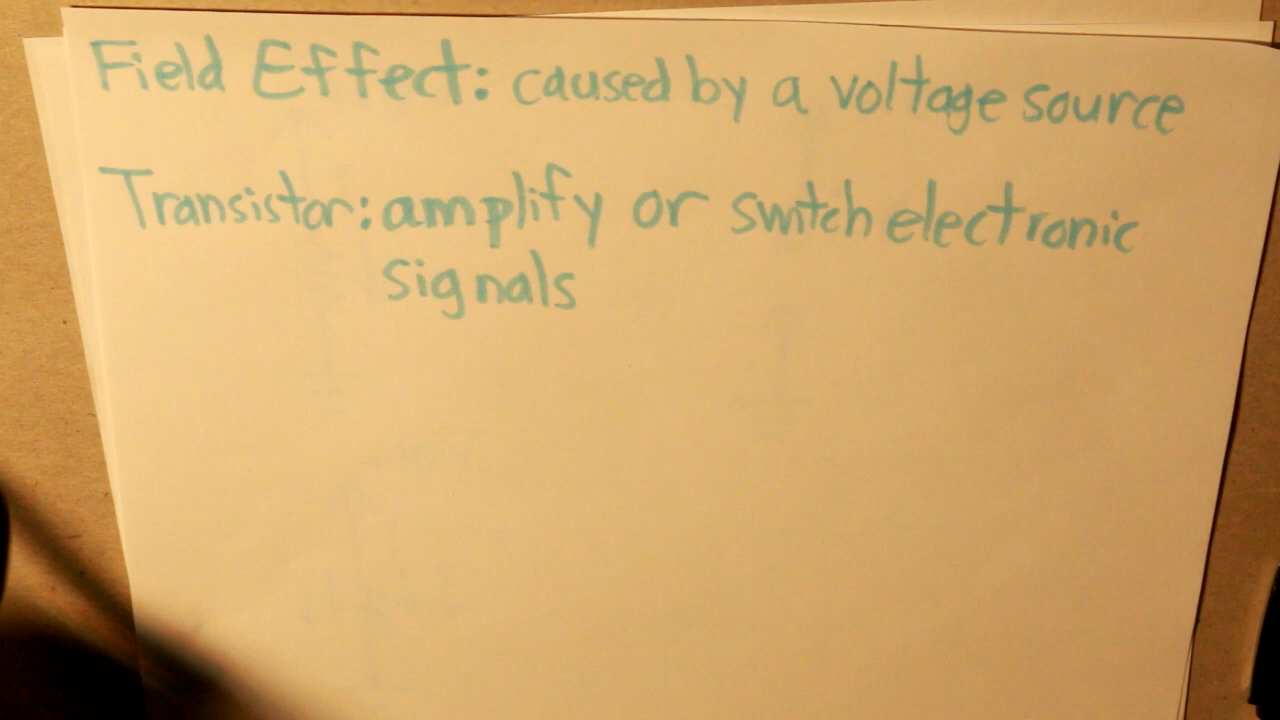 Field Effect: caused by a voltage source
Transistor: amplify or switch electronic
signals